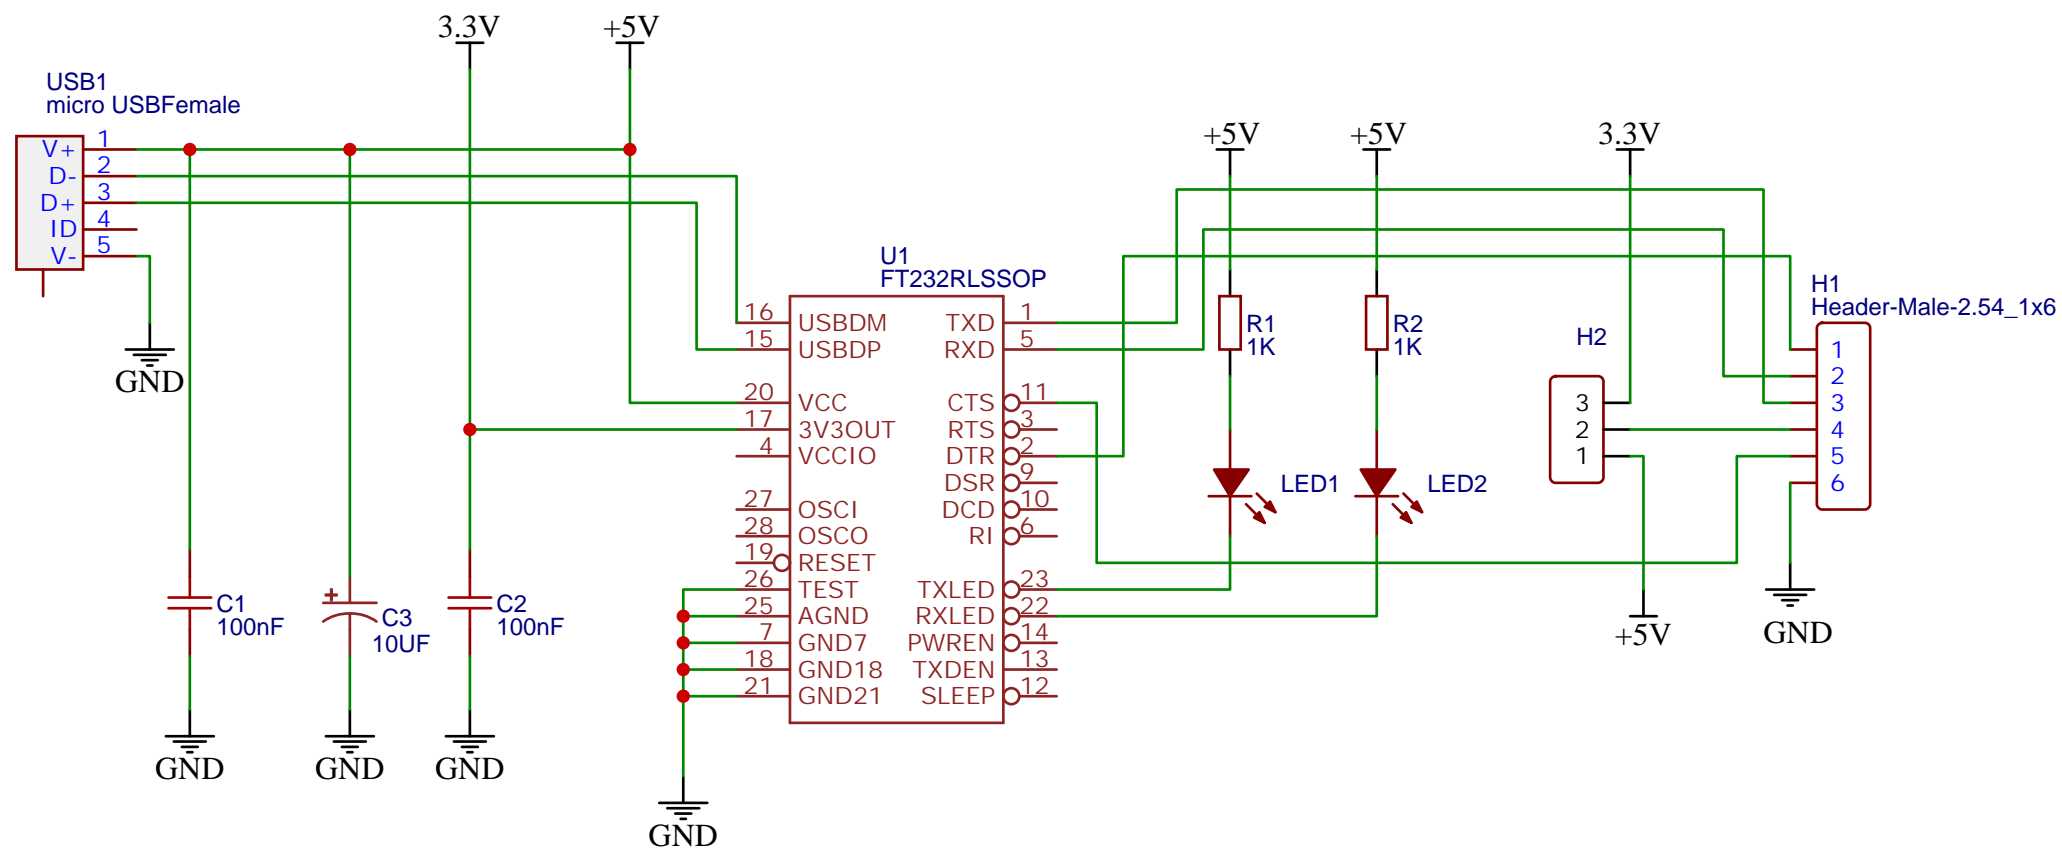 3.3V
+5V
USB1
micro USBFemale
V+ 1
D- 2
D+ 3
ID 4
V- 5
GND
C1
100nF
GND
C3
10UF
GND
C2
100nF
GND
U1
FT232RLSSOP
16 USBDM
15 USBDP
20 VCC
17 3V3OUT
4 VCCIO
27 OSCI
28 OSCO
19 RESET
26 TEST
25 AGND
7 GND7
18 GND18
21 GND21
GND
TXD 1
RXD 5
CTS 11
RTS 3
DTR 2
DSR 9
DCD 10
RI 6
TXLED 23
RXLED 22
PWREN 14
TXDEN 13
SLEEP 12
+5V
R1
1K
LED1
+5V
R2
1K
LED2
3.3V
H2
3
2
1
+5V
H1
Header-Male-2.54_1x6
1
2
3
4
5
6
GND